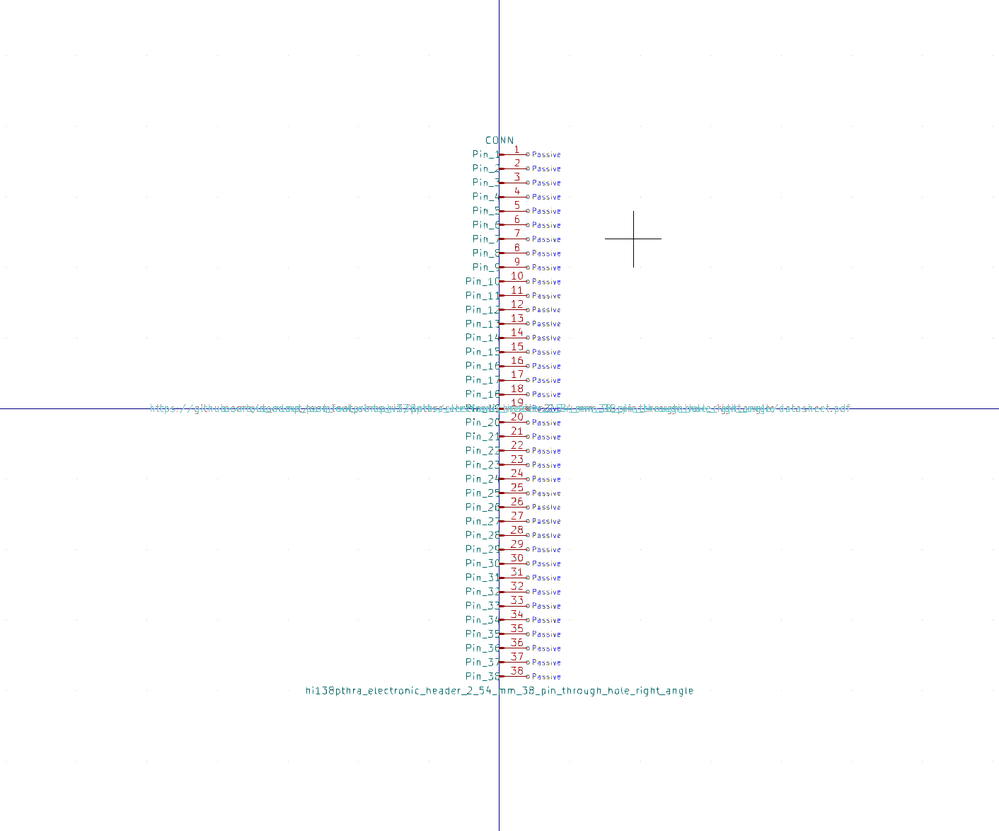 CONN
Pin_1 1 Passive
Pin_2 2 Passive
Pin_3 3 Passive
Pin_4 4 Passive
Pin_5 5 Passive
Pin_6 6 Passive
Pin_7 7 Passive
Pin_8 8 Passive
Pin_9 9 Passive
Pin_10 10 Passive
Pin_11 11 Passive
Pin_12 12 Passive
Pin_13 13 Passive
Pin_14 14 Passive
Pin_15 15 Passive
Pin_16 16 Passive
Pin_17 17 Passive
Pin_18 18 Passive
19
Pin_20 20 Passive
Pin_21 21 Passive
Pin_22 22 Passive
Pin_23 23 Passive
Pin_24 24 Passive
Pin_25 25 Passive
Pin_26 26 Passive
Pin_27 27 Passive
Pin_28 28 Passive
Pin_29 29 Passive
Pin_30 30 Passive
Pin_31 31 Passive
Pin_32 32 Passive
Pin_33 33 Passive
Pin_34 34 Passive
Pin_35 35 Passive
Pin_36 36 Passive
Pin_37 37 Passive
Pin_38 38 Passive
hi138pthra_electronic_header_2_54_mm_38_pin_through_hole_right_angle